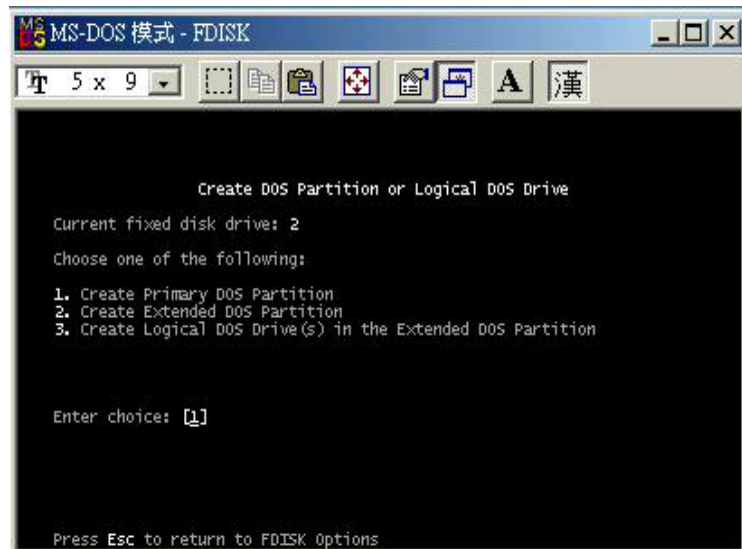 MS-DOS 模式 - FDISK
5 x 9
A
漢
Create DOS Partition or Logical DOS Drive
Current fixed disk drive: 2
Choose one of the following:
1. Create Primary DOS Partition
2. Create Extended DOS Partition
3. Create Logical DOS Drive(s) in the Extended DOS Partition
Enter choice: [1]
Press Esc to return to FDISK Options